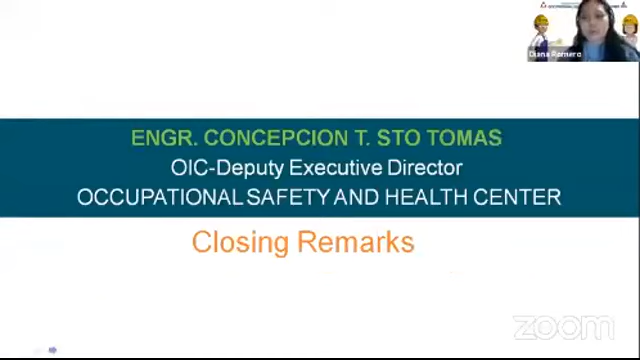 Diana Romero
ENGR. CONCEPCION T. STO TOMAS
OIC-Deputy Executive Director
OCCUPATIONAL SAFETY AND HEALTH CENTER
Closing Remarks
zoom